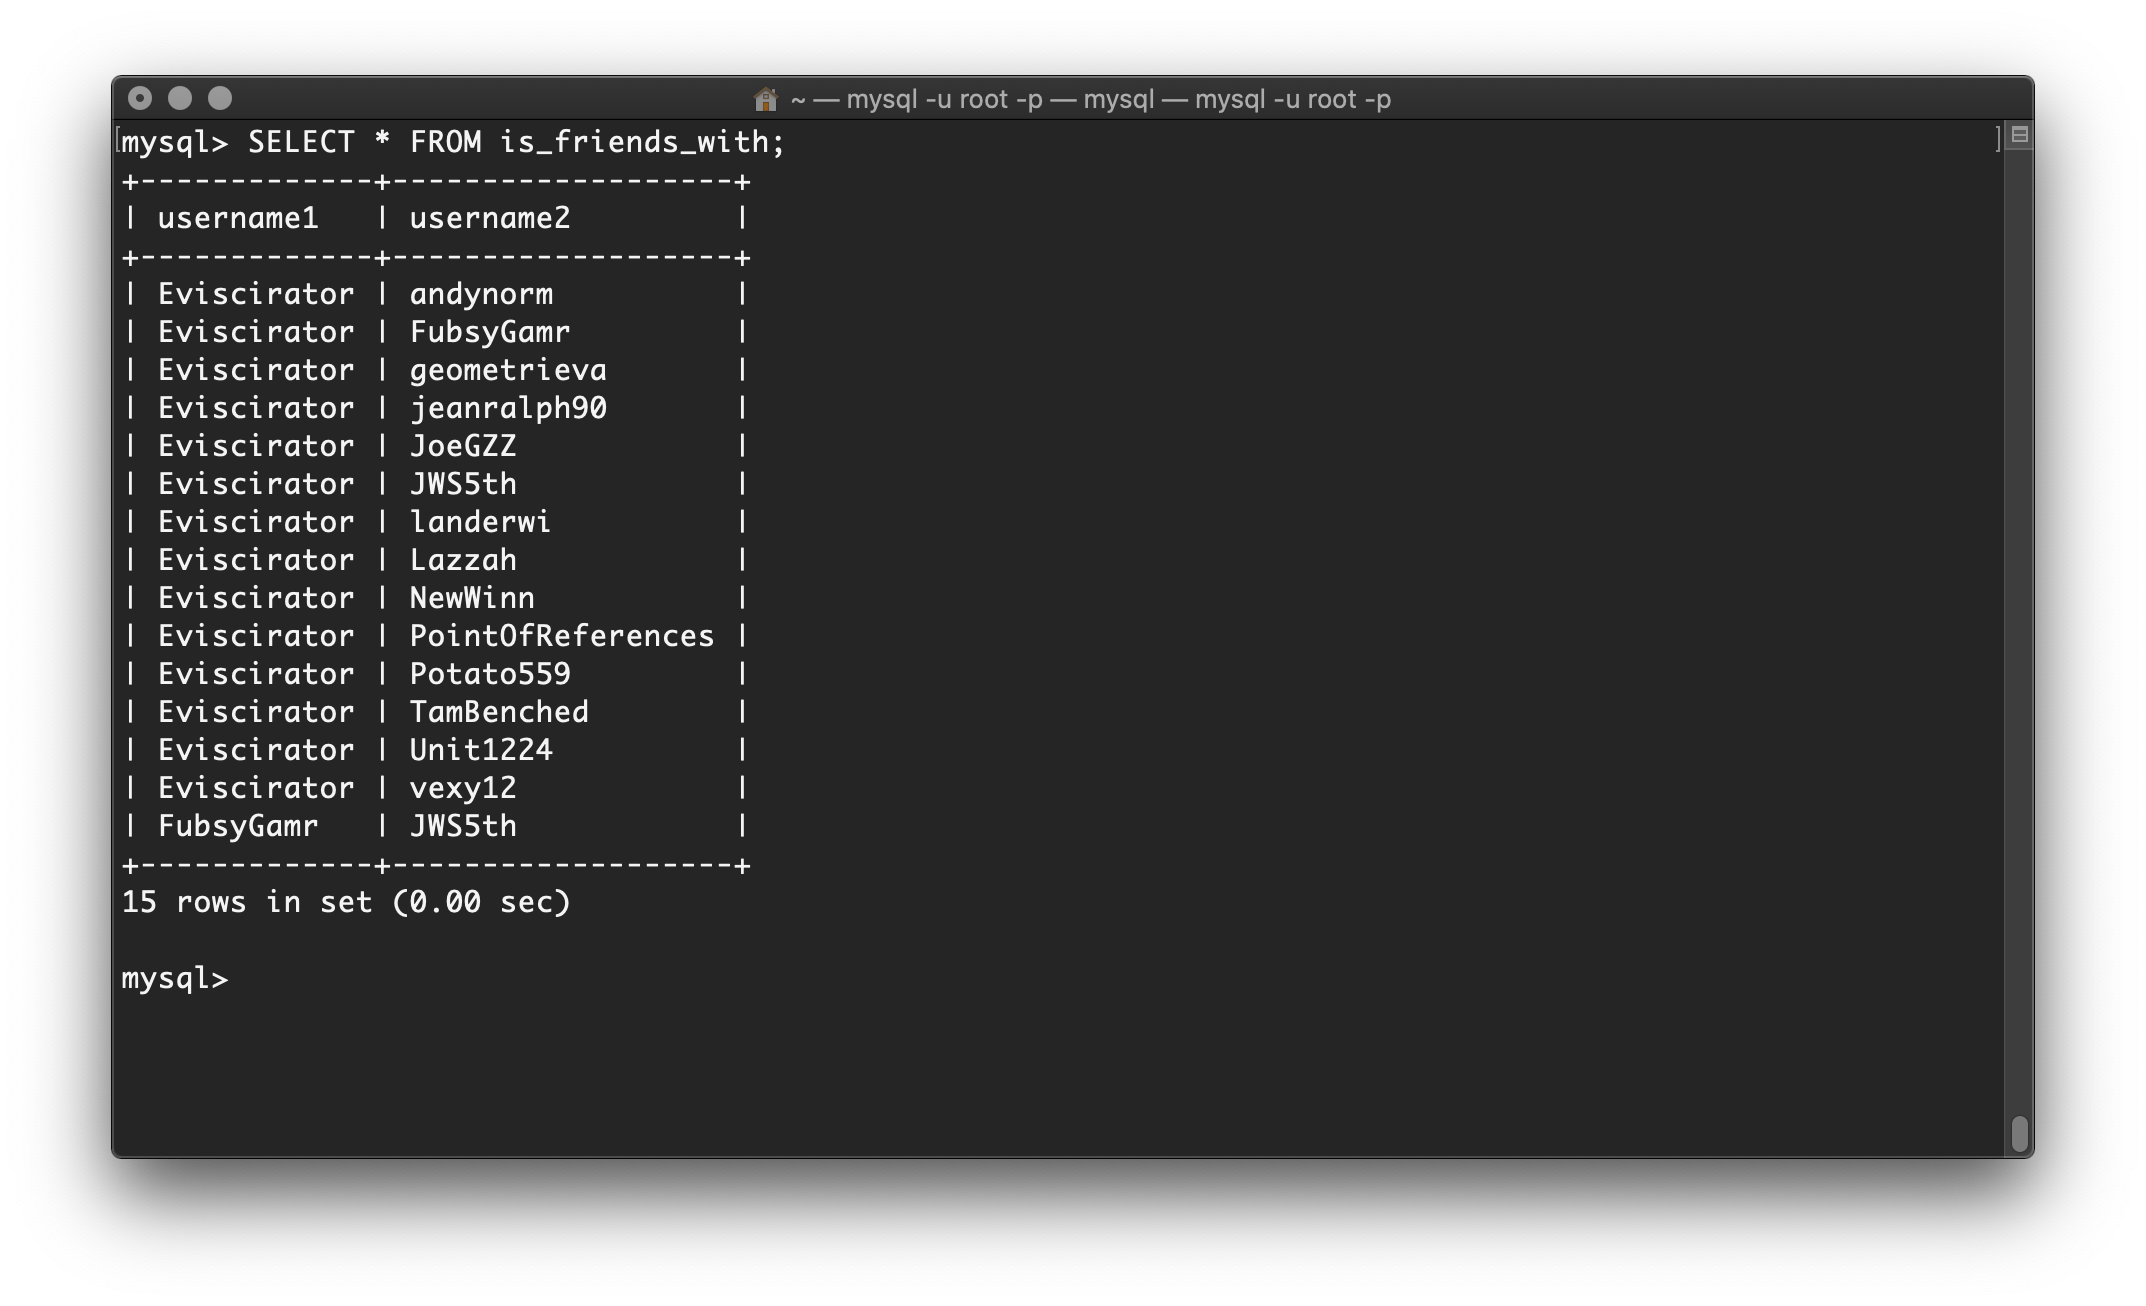 ~ — mysql -u root -p — mysql — mysql -u root -p
mysql> SELECT * FROM is_friends_with;
+-------------+-------------------+
| username1   | username2         |
+-------------+-------------------+
| Eviscirator | andynorm          |
| Eviscirator | FubsyGamr         |
| Eviscirator | geometrieva       |
| Eviscirator | jeanralph90       |
| Eviscirator | JoeGZZ            |
| Eviscirator | JWS5th            |
| Eviscirator | landerwi          |
| Eviscirator | Lazzah            |
| Eviscirator | NewWinn           |
| Eviscirator | PointOfReferences |
| Eviscirator | Potato559         |
| Eviscirator | TamBenched        |
| Eviscirator | Unit1224          |
| Eviscirator | vexy12            |
| FubsyGamr   | JWS5th            |
+-------------+-------------------+
15 rows in set (0.00 sec)
mysql>